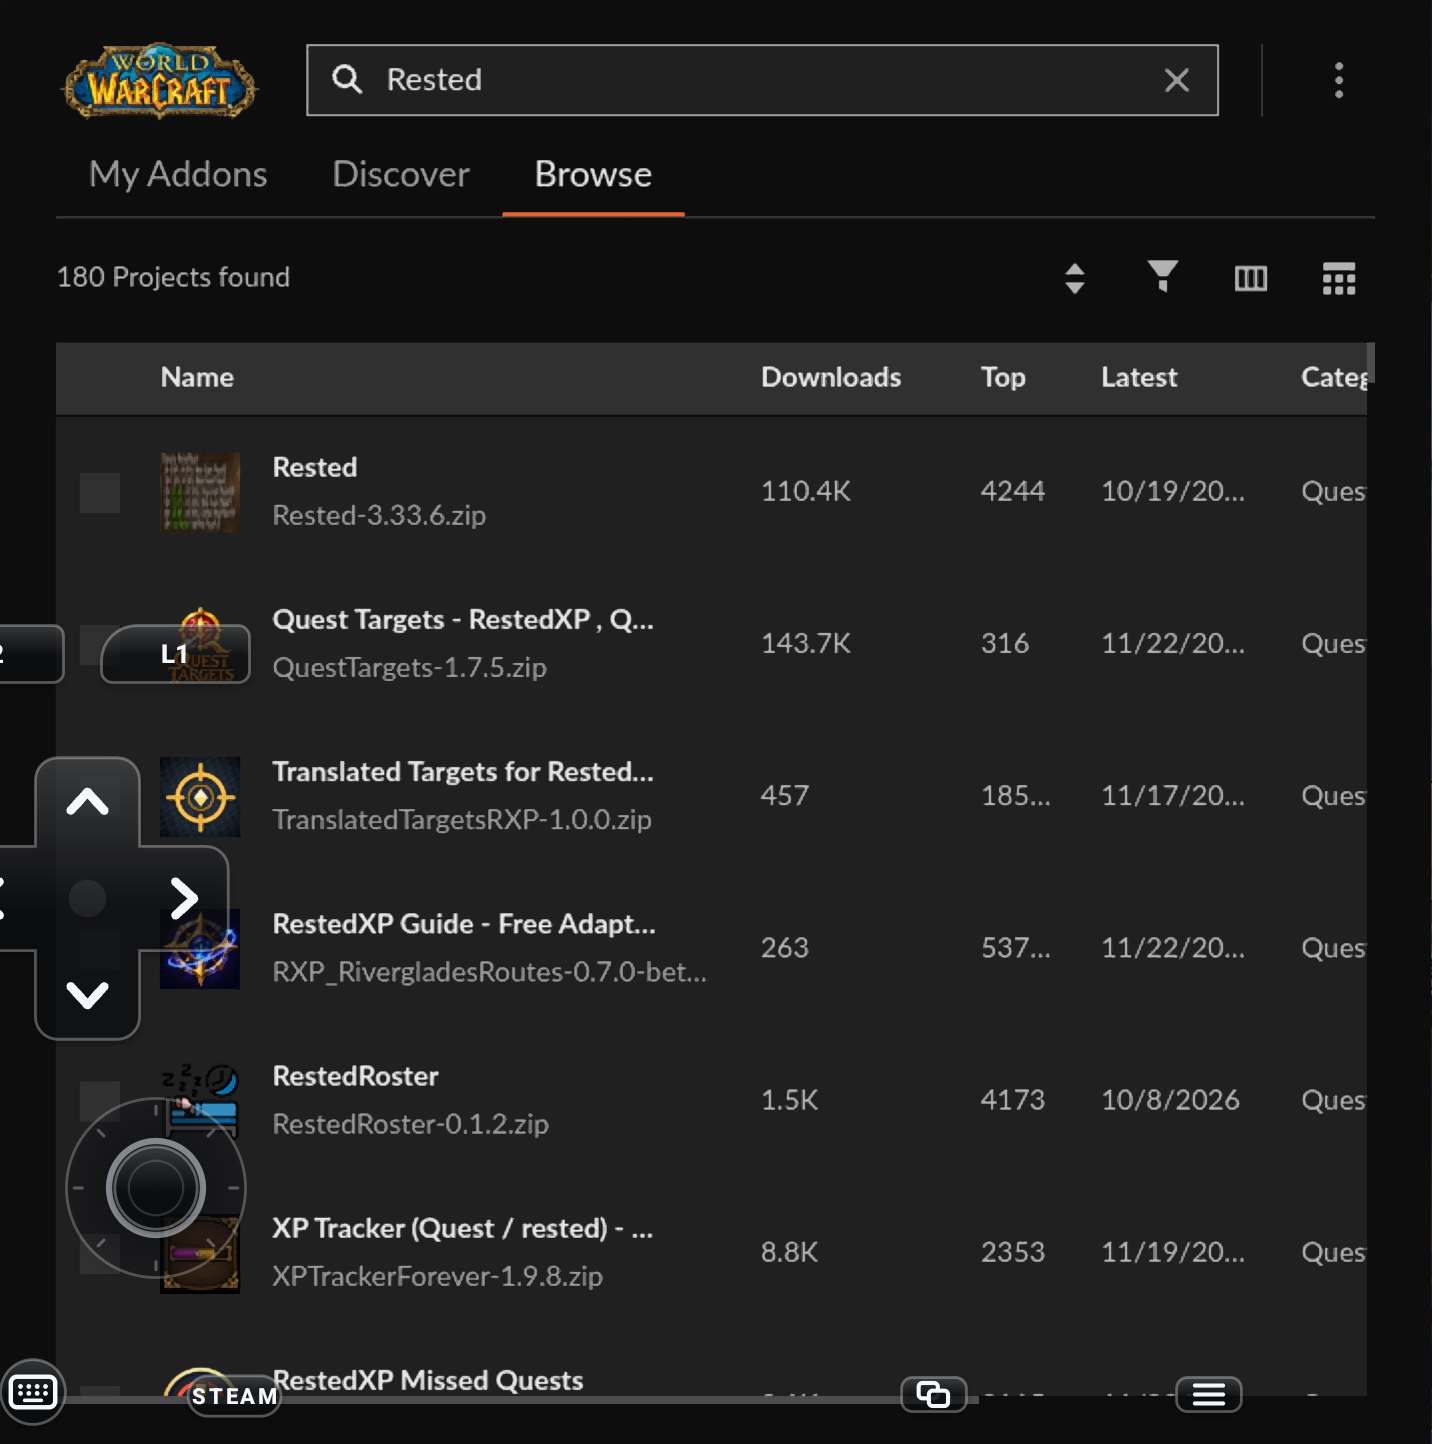 WORLD
WARCRAFT
Rested
My Addons Discover Browse
180 Projects found
Name Downloads Top Latest Categ
Rested
Rested-3.33.6.zip
110.4K 4244 10/19/20... Ques
Quest Targets - RestedXP , Q...
QuestTargets-1.7.5.zip
143.7K 316 11/22/20... Ques
QUEST
TARGETS
L1
Translated Targets for Rested...
TranslatedTargetsRXP-1.0.0.zip
457 185... 11/17/20... Ques
RestedXP Guide - Free Adapt...
RXP_RivergladesRoutes-0.7.0-bet...
263 537... 11/22/20... Ques
RestedRoster
RestedRoster-0.1.2.zip
1.5K 4173 10/8/2026 Ques
XP Tracker (Quest / rested) - ...
XPTrackerForever-1.9.8.zip
8.8K 2353 11/19/20... Ques
RestedXP Missed Quests
STEAM